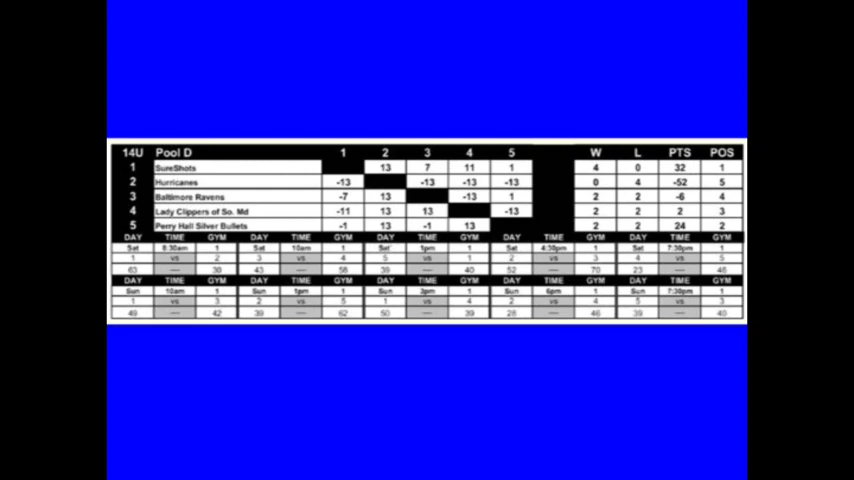 14U Pool D 1 2 3 4 5 W L PTS POS
1 SureShots 13 7 11 1 4 0 32 1
2 Hurricanes -13 -13 -13 -13 0 4 -52 5
3 Baltimore Ravens -7 13 -13 1 2 2 -6 4
4 Lady Clippers of So. Md -11 13 13 -13 2 2 2 3
5 Perry Hall Silver Bullets -1 13 -1 13 2 2 24 2
DAY TIME GYM DAY TIME GYM DAY TIME GYM DAY TIME GYM DAY TIME GYM
Sat 8:30am 1 Sat 10am 1 Sat 1pm 1 Sat 4:30pm 1 Sat 7:30pm 1
1 vs 2 3 vs 4 5 vs 1 2 vs 3 4 vs 5
63 --- 43 --- 58 --- 40 52 --- 70 23 --- 46
DAY TIME GYM DAY TIME GYM DAY TIME GYM DAY TIME GYM DAY TIME GYM
Sun 10am 1 Sun 1pm 1 Sun 3pm 1 Sun 6pm 1 Sun 7:30pm 1
1 vs 3 2 vs 5 1 vs 4 2 vs 4 5 vs 3
49 --- 42 39 --- 62 50 --- 39 28 --- 46 39 --- 40